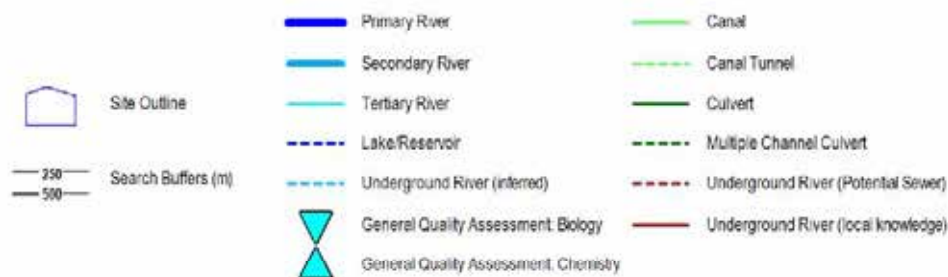 Site Outline
250
500
Search Buffers (m)
Primary River
Secondary River
Tertiary River
Lake/Reservoir
Underground River (inferred)
General Quality Assessment: Biology
General Quality Assessment: Chemistry
Canal
Canal Tunnel
Culvert
Multiple Channel Culvert
Underground River (Potential Sewer)
Underground River (local knowledge)